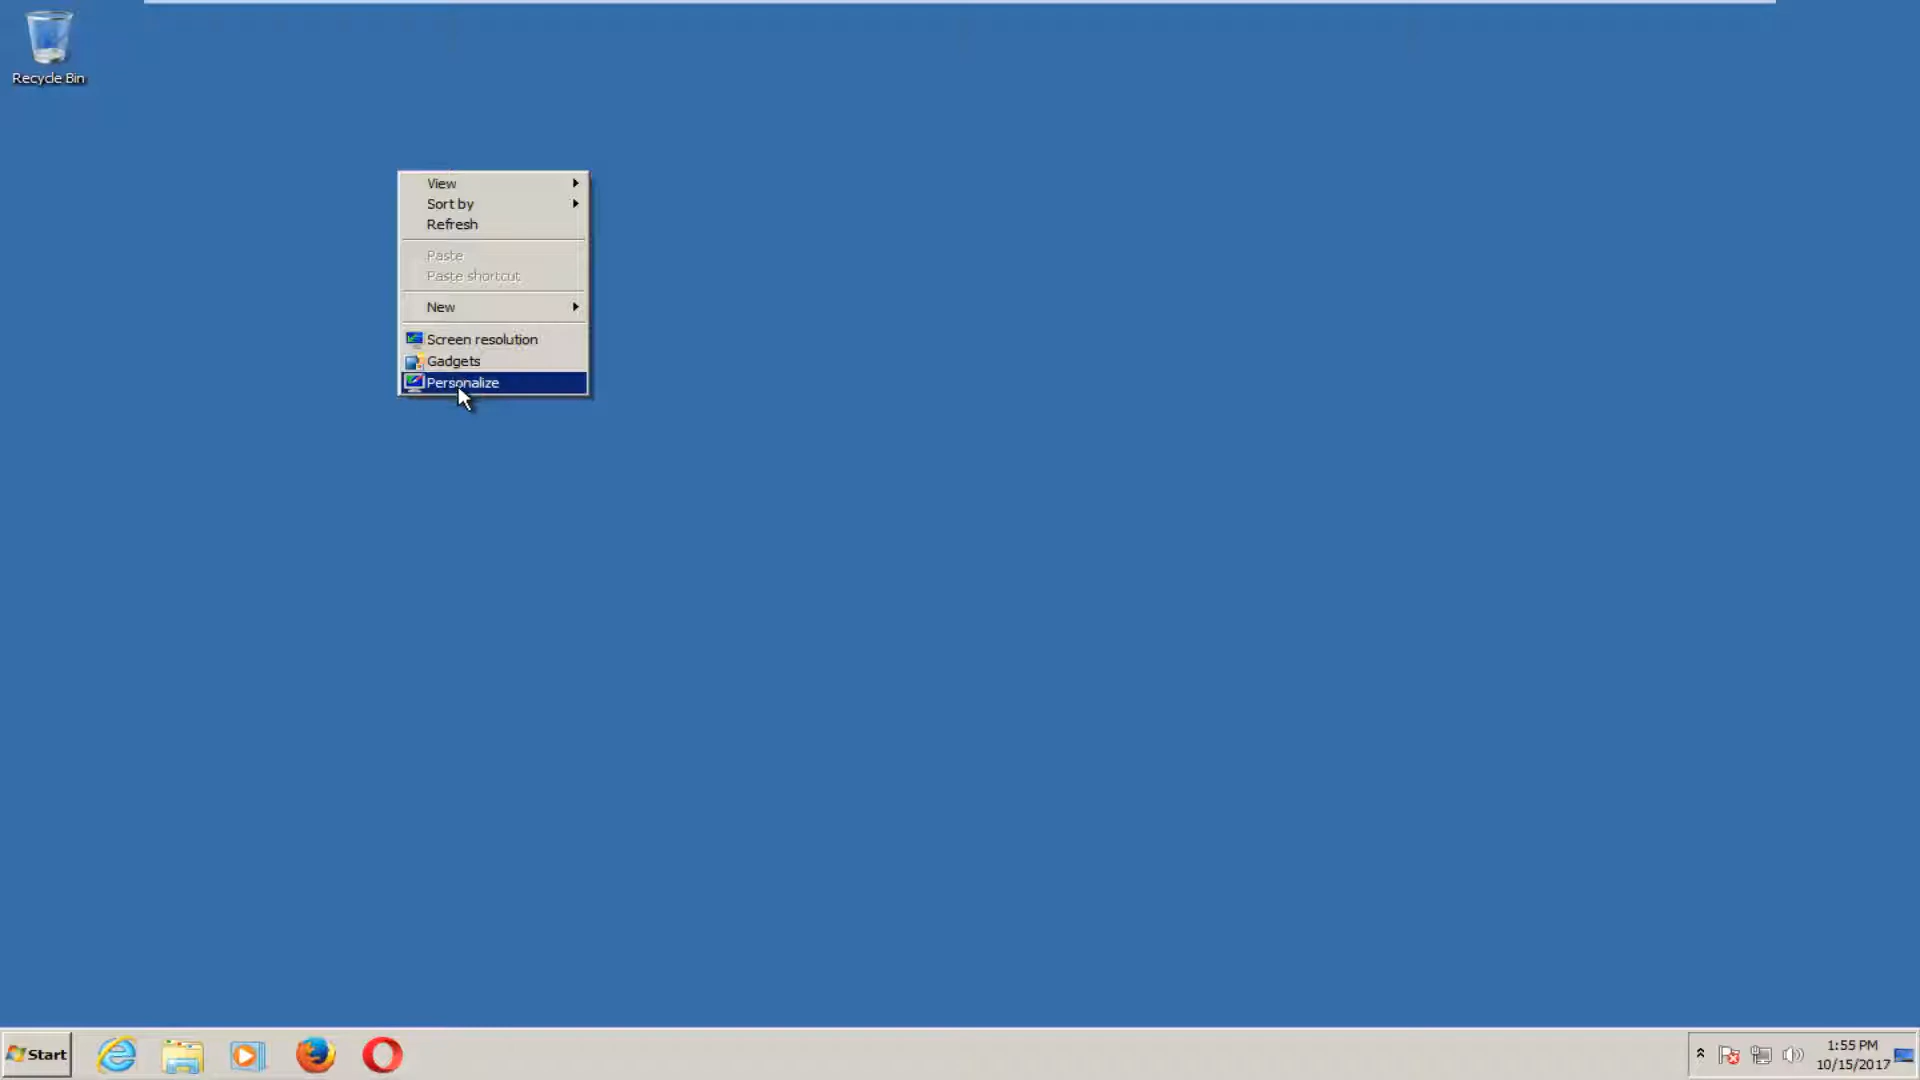 Recycle Bin
View
Sort by
Refresh
Paste
Paste shortcut
New
Screen resolution
Gadgets
Personalize
Start
1:55 PM
10/15/2017